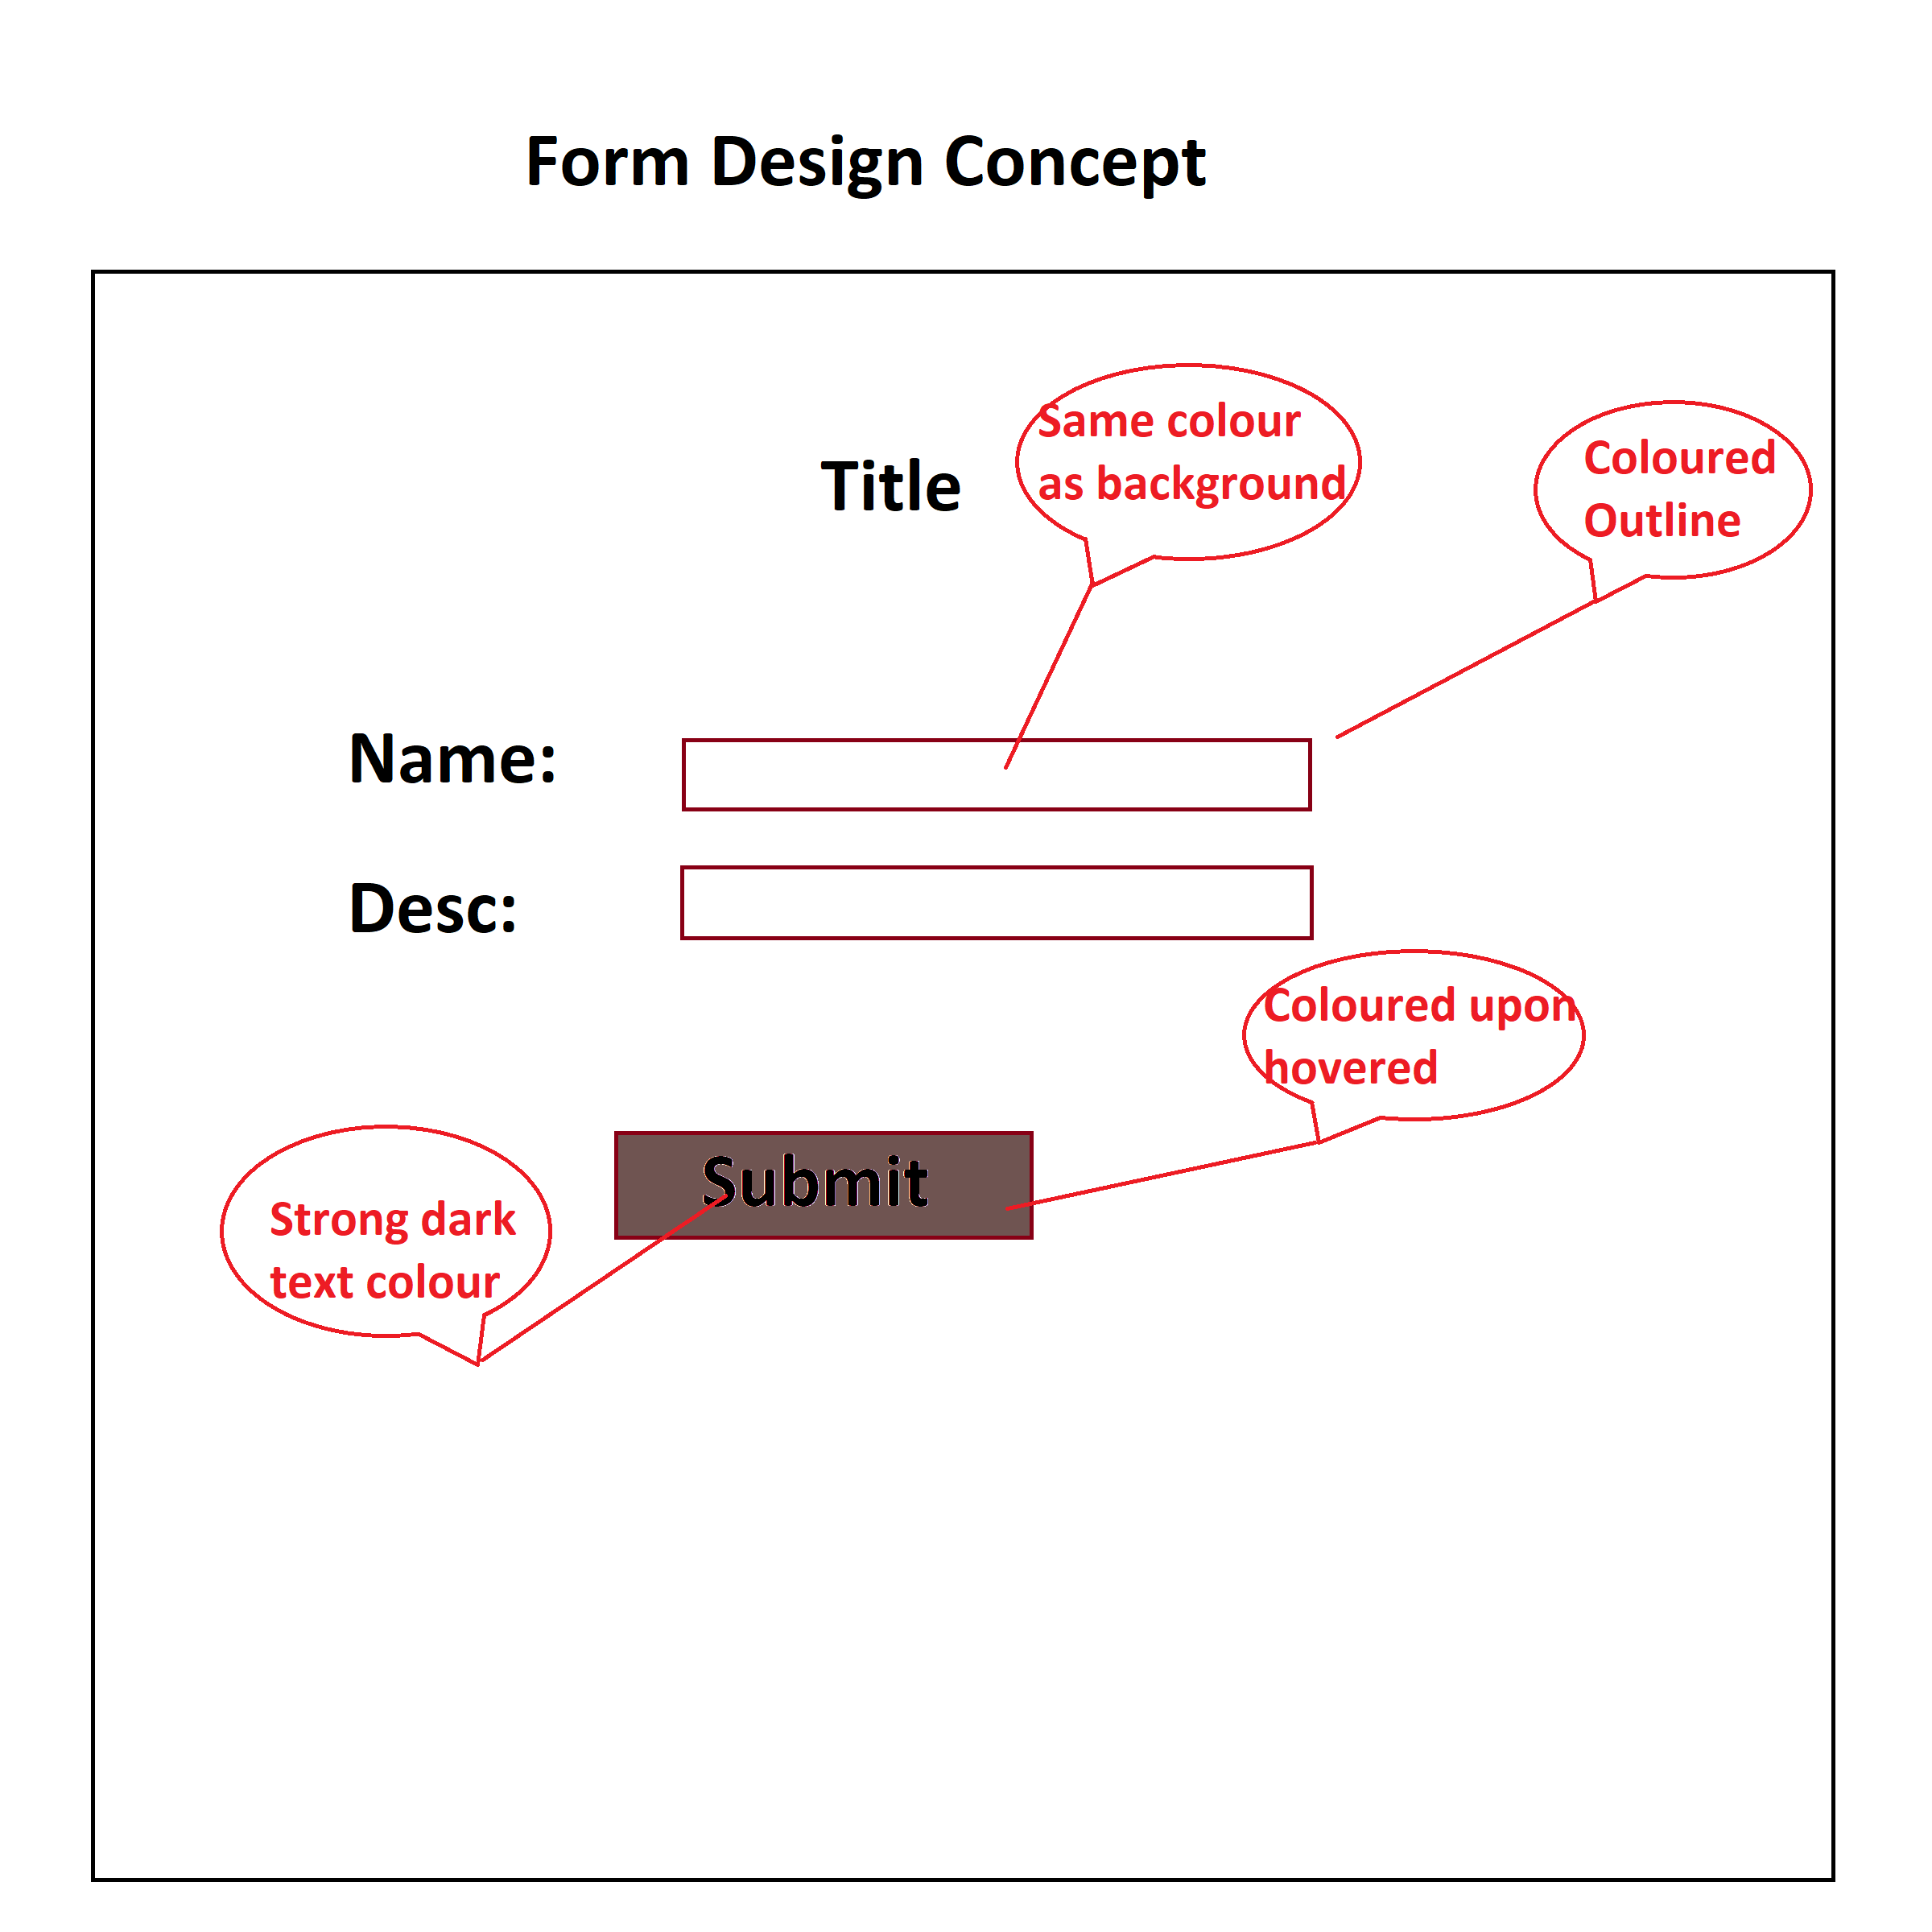 Form Design Concept
Same colour
as background
Coloured
Outline
Title
Name:
Desc:
Coloured upon
hovered
Submit
Strong dark
text colour